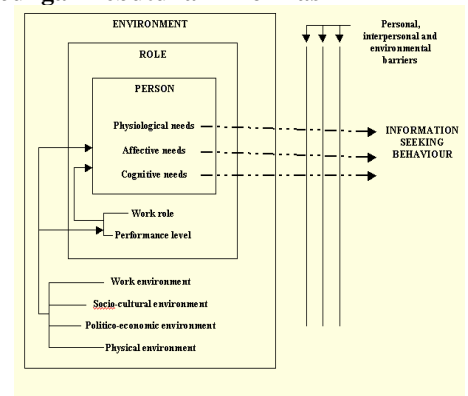 ENVIRONMENT
ROLE
PERSON
Physiological needs
Affective needs
Cognitive needs
Work role
Performance level
Work environment
Socio-cultural environment
Politico-economic environment
Physical environment
Personal,
interpersonal and
environmental
barriers
INFORMATION
SEEKING
BEHAVIOUR